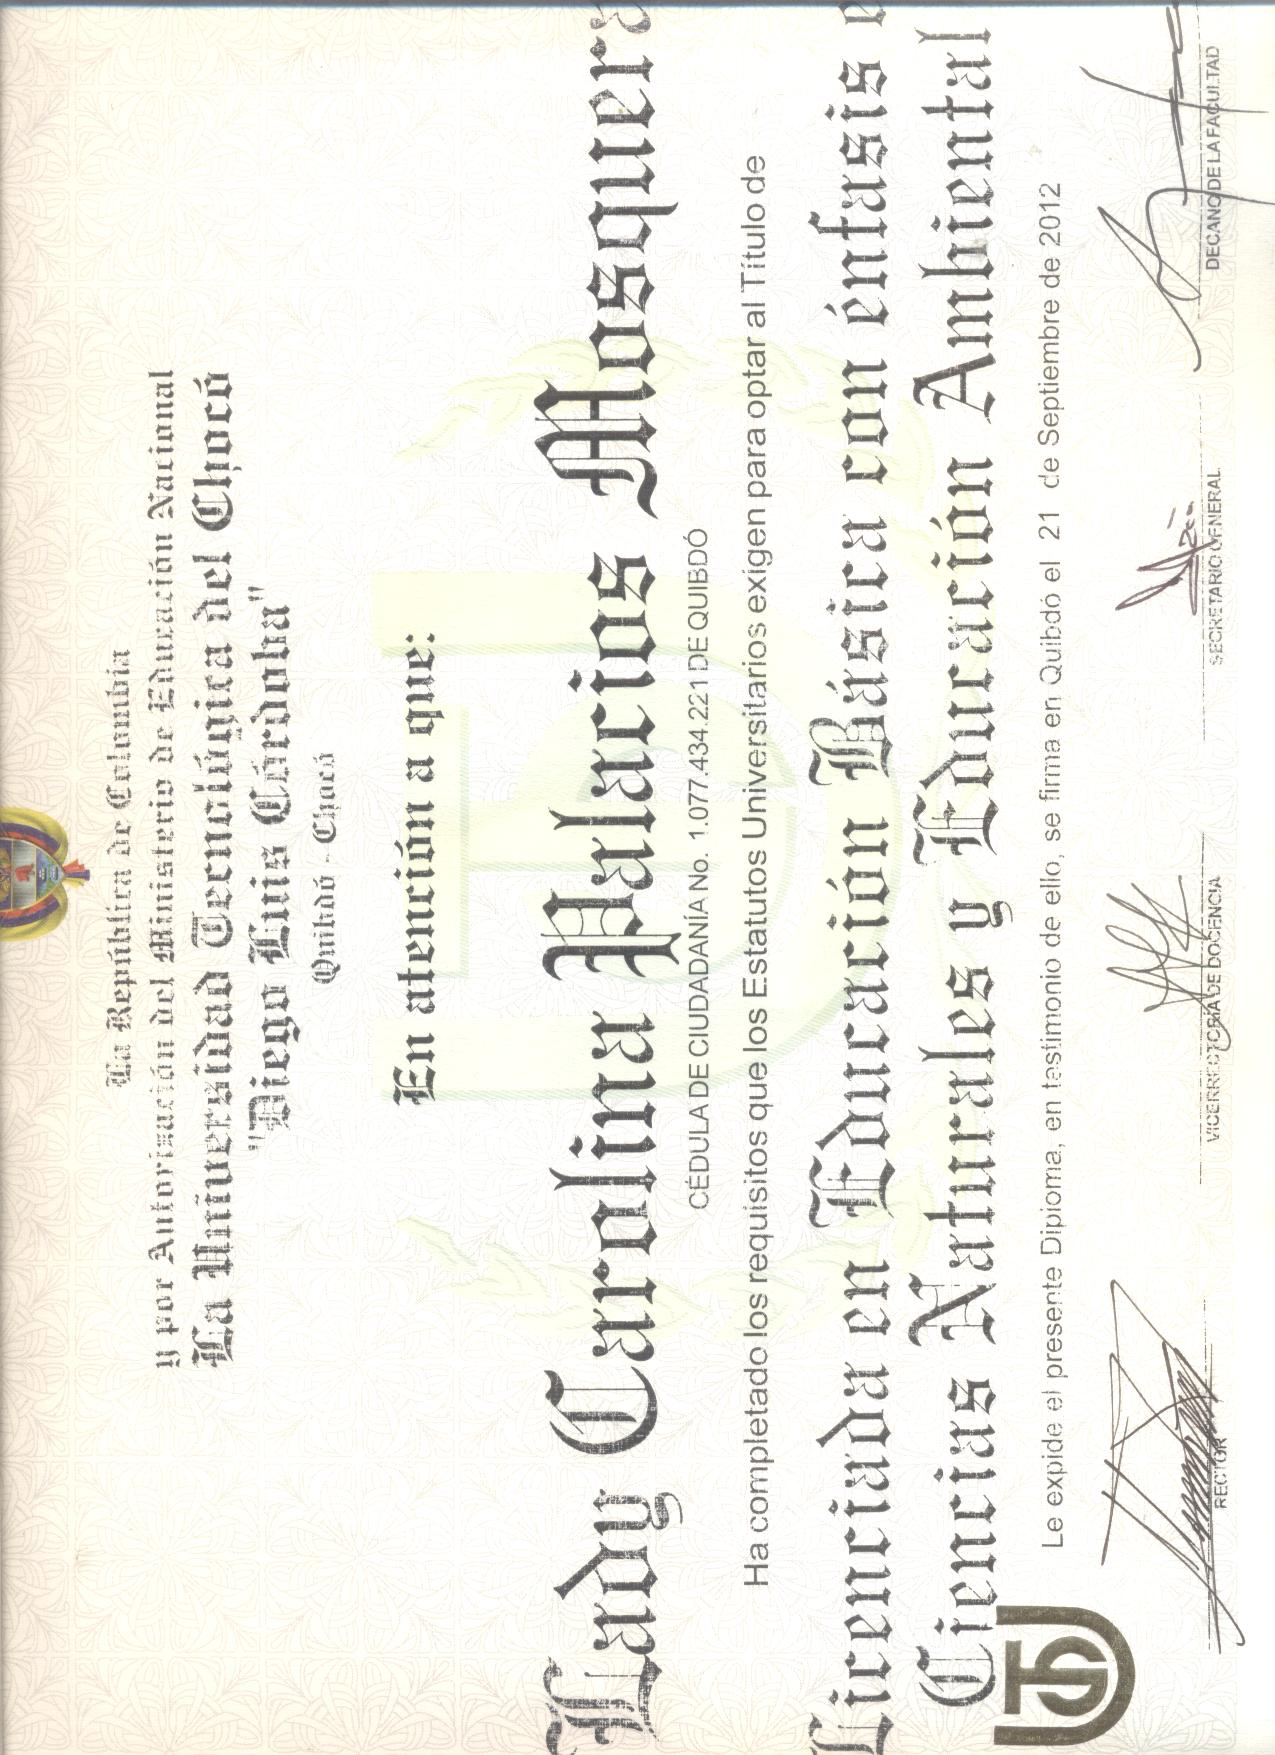 La República de Colombia
y por Autorización del Ministerio de Educación Nacional
La Universidad Tecnológica del Chocó
"Diego Luis Córdoba"
Quibdó - Chocó
En atención a que:
Lady Carolina Palacios Mosquera
CÉDULA DE CIUDADANÍA No. 1.077.434.221 DE QUIBDÓ
Ha completado los requisitos que los Estatutos Universitarios exigen para optar al Título de
Licenciada en Educación Básica con énfasis e
Ciencias Naturales y Educación Ambiental
Le expide el presente Diploma, en testimonio de ello, se firma en Quibdó el 21 de Septiembre de 2012
RECTOR
VICERRECTORÍA DE DOCENCIA
SECRETARIO GENERAL
DECANO DE LA FACULTAD